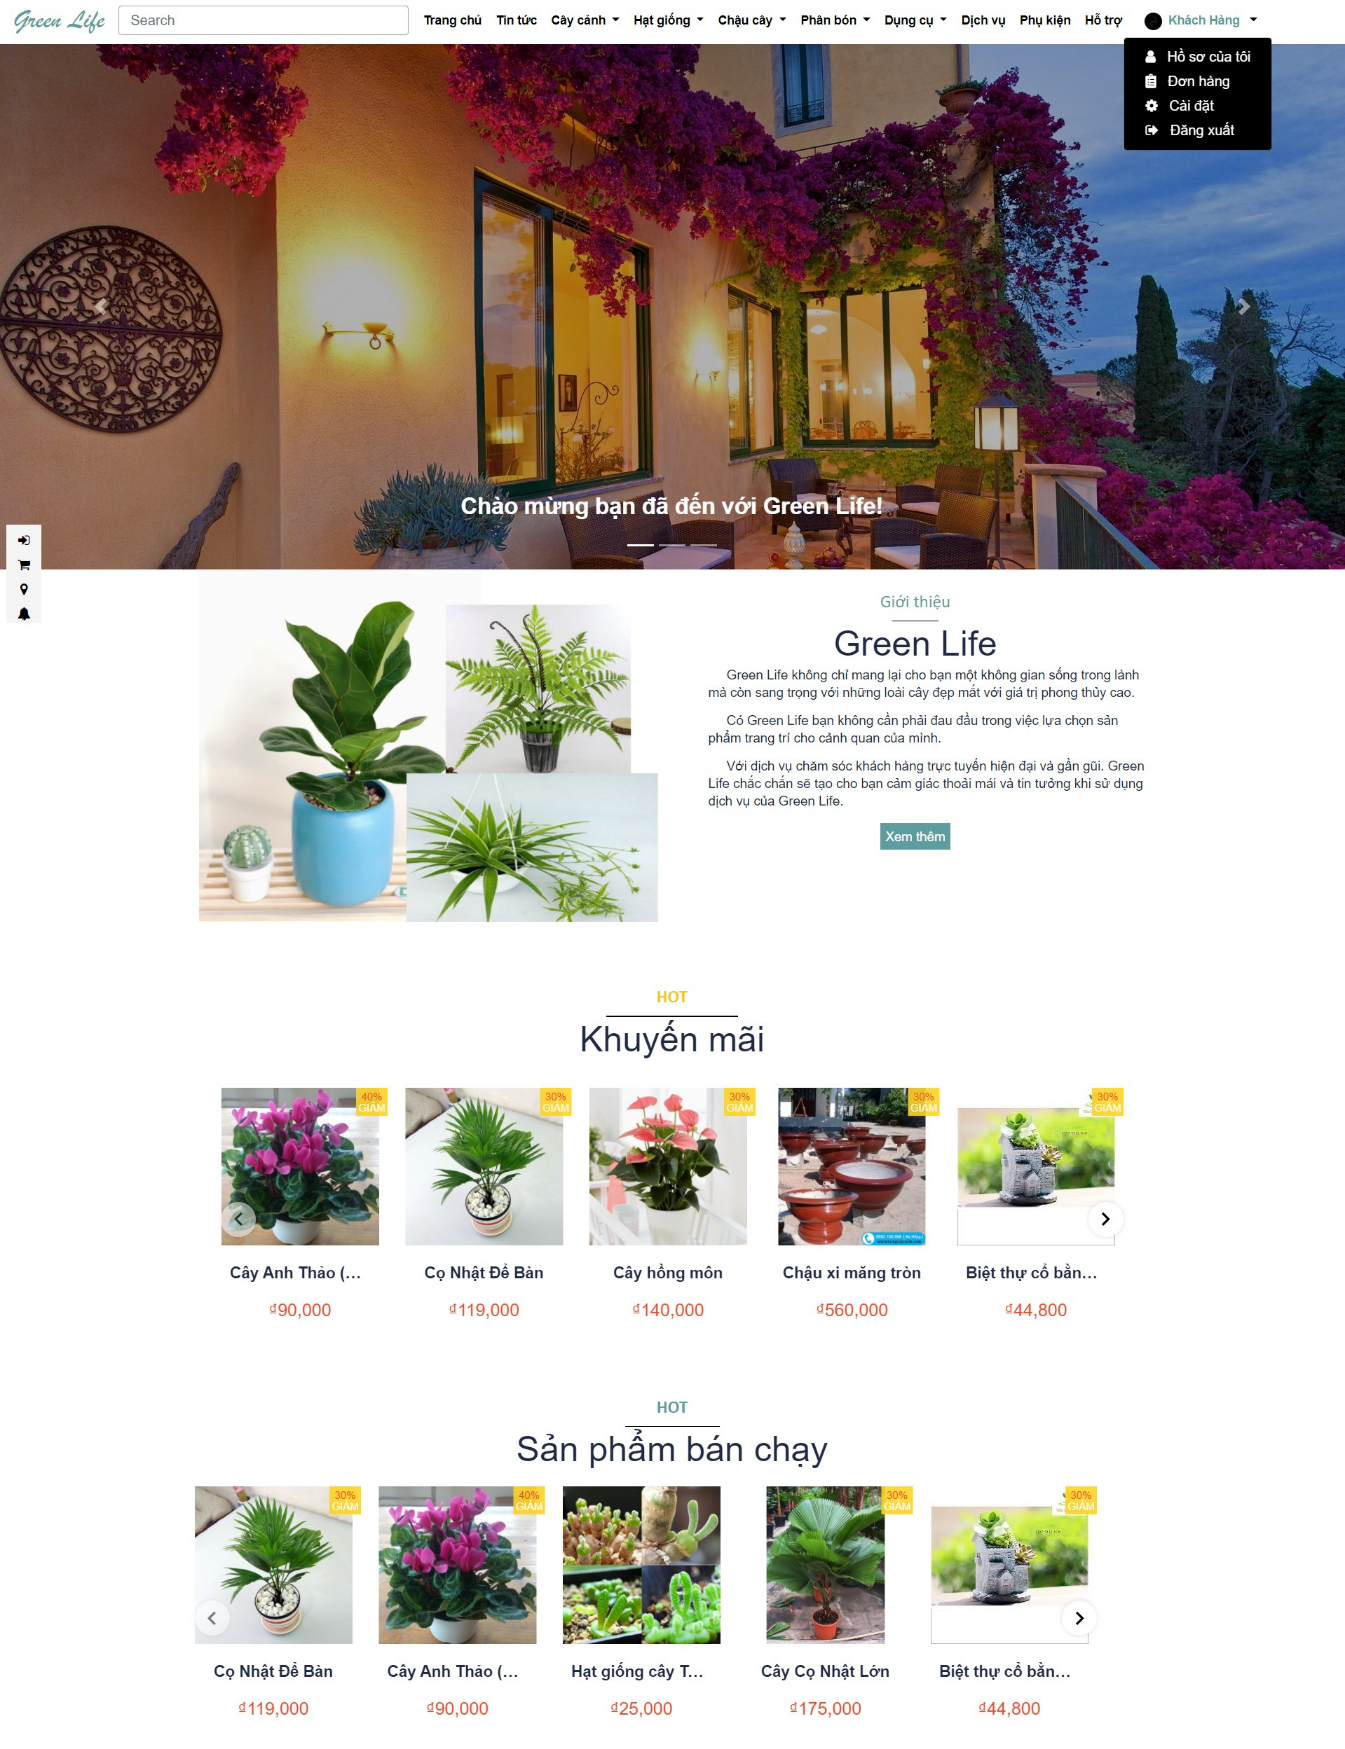 Green Life
Search
Trang chủ
Tin tức
Cây cảnh
Hạt giống
Chậu cây
Phân bón
Dụng cụ
Dịch vụ
Phụ kiện
Hỗ trợ
Khách Hàng
Hồ sơ của tôi
Đơn hàng
Cài đặt
Đăng xuất
Chào mừng bạn đã đến với Green Life!
Giới thiệu
Green Life
Green Life không chỉ mang lại cho bạn một không gian sống trong lành
mà còn sang trọng với những loài cây đẹp mắt với giá trị phong thủy cao.
Có Green Life bạn không cần phải đau đầu trong việc lựa chọn sản
phẩm trang trí cho cảnh quan của mình.
Với dịch vụ chăm sóc khách hàng trực tuyến hiện đại và gần gũi. Green
Life chắc chắn sẽ tạo cho bạn cảm giác thoải mái và tin tưởng khi sử dụng
dịch vụ của Green Life.
Xem thêm
HOT
Khuyến mãi
40%
GIẢM
30%
GIẢM
30%
GIẢM
30%
GIẢM
30%
GIẢM
Cây Anh Thảo (...
Cọ Nhật Để Bàn
Cây hồng môn
Chậu xi măng tròn
Biệt thự cổ bằn...
₫90,000
₫119,000
₫140,000
₫560,000
₫44,800
HOT
Sản phẩm bán chạy
30%
GIẢM
40%
GIẢM
30%
GIẢM
30%
GIẢM
Cọ Nhật Để Bàn
Cây Anh Thảo (...
Hạt giống cây T...
Cây Cọ Nhật Lớn
Biệt thự cổ bằn...
₫119,000
₫90,000
₫25,000
₫175,000
₫44,800